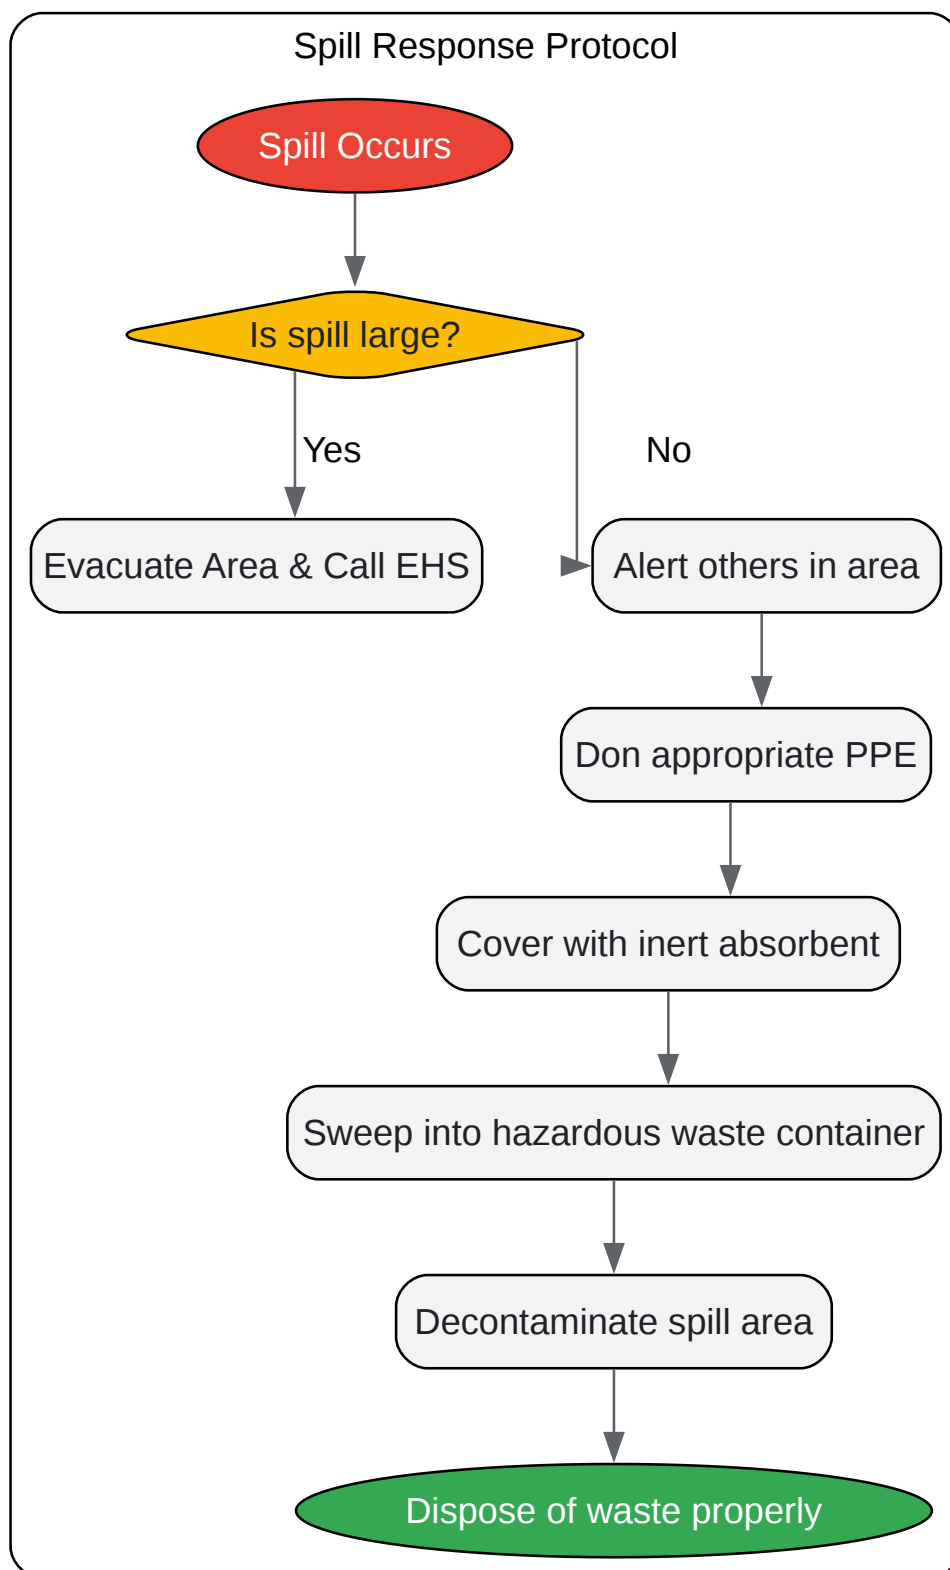 Spill Response Protocol
Spill Occurs
Is spill large?
Yes
No
Evacuate Area & Call EHS
Alert others in area
Don appropriate PPE
Cover with inert absorbent
Sweep into hazardous waste container
Decontaminate spill area
Dispose of waste properly